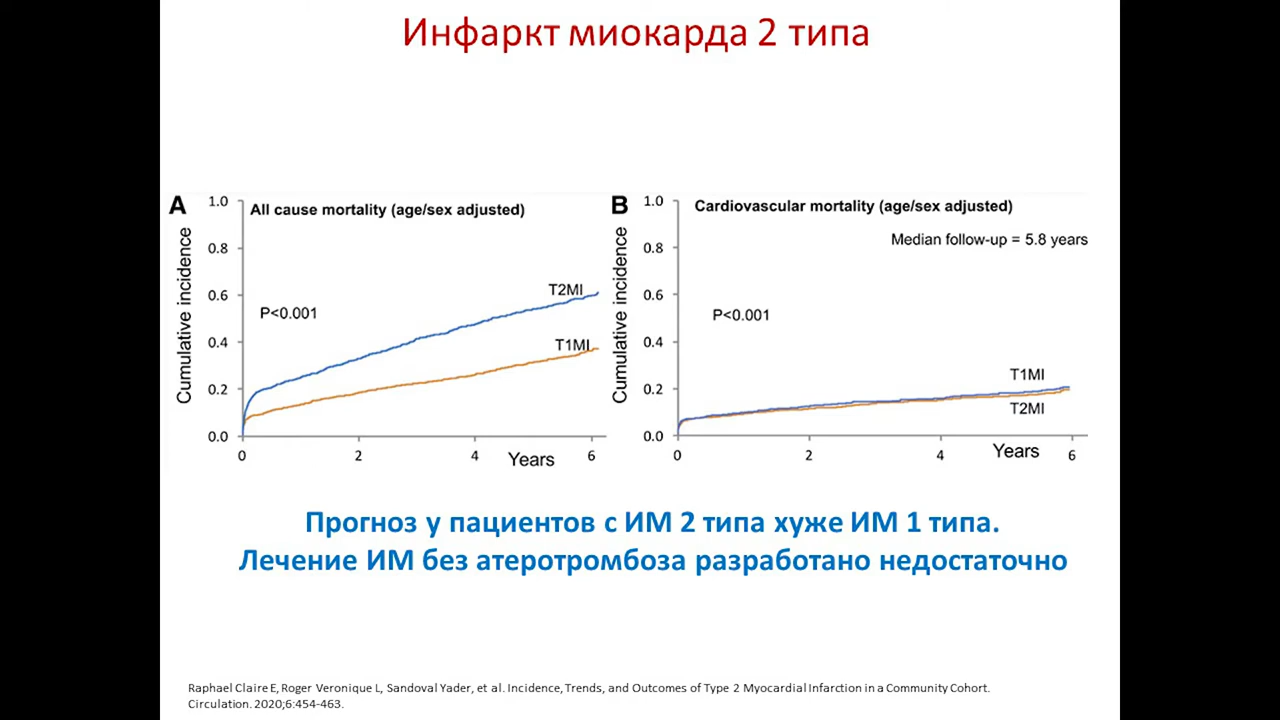 Инфаркт миокарда 2 типа
A
All cause mortality (age/sex adjusted)
Cumulative incidence
1.0
0.8
0.6
0.4
0.2
0.0
P<0.001
T2MI
T1MI
0 2 4 6
Years
B
Cardiovascular mortality (age/sex adjusted)
Median follow-up = 5.8 years
Cumulative incidence
1.0
0.8
0.6
0.4
0.2
0.0
P<0.001
T1MI
T2MI
0 2 4 6
Years
Прогноз у пациентов с ИМ 2 типа хуже ИМ 1 типа.
Лечение ИМ без атеротромбоза разработано недостаточно
Raphael Claire E, Roger Veronique L, Sandoval Yader, et al. Incidence, Trends, and Outcomes of Type 2 Myocardial Infarction in a Community Cohort.
Circulation. 2020;6:454-463.